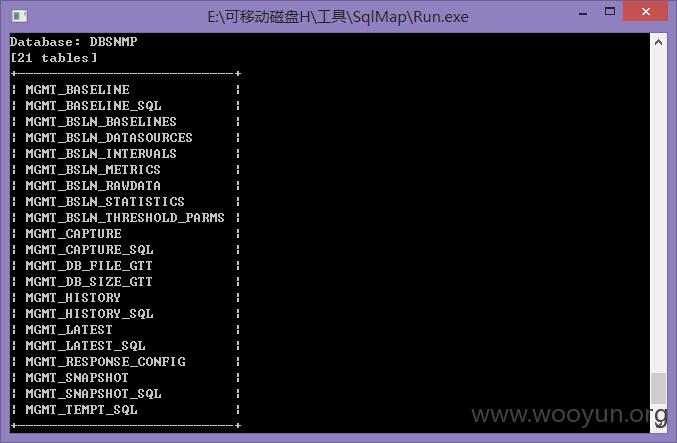 E:\可移动磁盘H\工具\SqlMap\Run.exe
Database: DBSNMP
[21 tables]
+---------------------------+
| MGMT_BASELINE |
| MGMT_BASELINE_SQL |
| MGMT_BSLN_BASELINES |
| MGMT_BSLN_DATASOURCES |
| MGMT_BSLN_INTERVALS |
| MGMT_BSLN_METRICS |
| MGMT_BSLN_RAWDATA |
| MGMT_BSLN_STATISTICS |
| MGMT_BSLN_THRESHOLD_PARMS |
| MGMT_CAPTURE |
| MGMT_CAPTURE_SQL |
| MGMT_DB_FILE_GTT |
| MGMT_DB_SIZE_GTT |
| MGMT_HISTORY |
| MGMT_HISTORY_SQL |
| MGMT_LATEST |
| MGMT_LATEST_SQL |
| MGMT_RESPONSE_CONFIG |
| MGMT_SNAPSHOT |
| MGMT_SNAPSHOT_SQL |
| MGMT_TEMPT_SQL |
+---------------------------+
www.wooyun.org